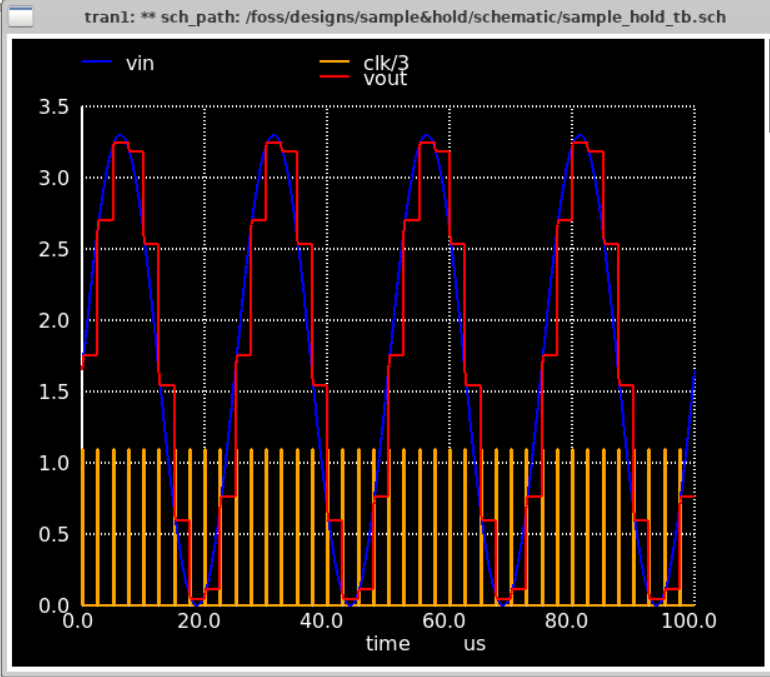 tran1: ** sch_path: /foss/designs/sample&hold/schematic/sample_hold_tb.sch
vin clk/3
vout
3.5
3.0
2.5
2.0
1.5
1.0
0.5
0.0
0.0 20.0 40.0 60.0 80.0 100.0
time us